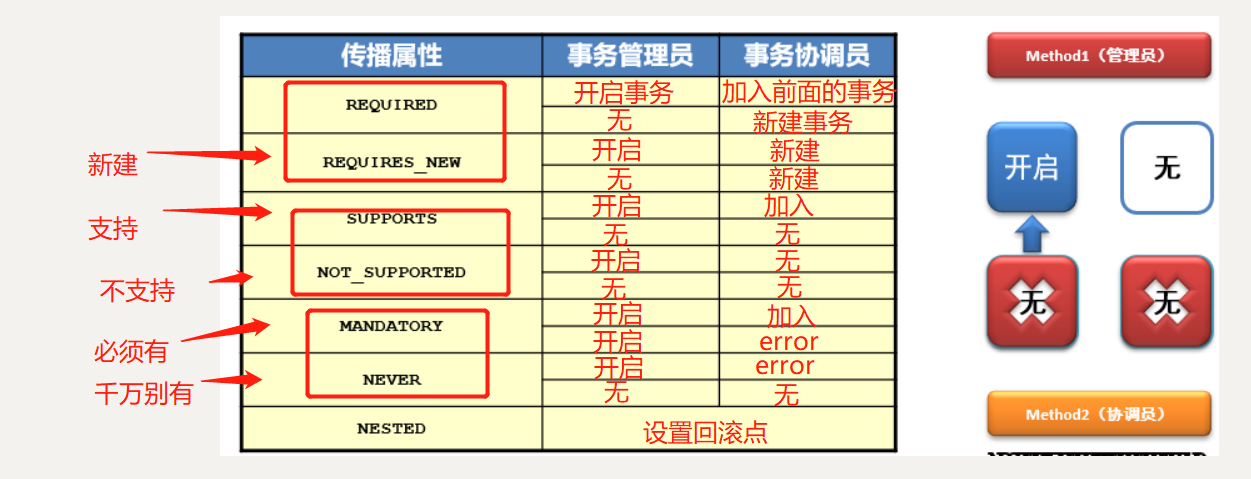 传播属性 事务管理员 事务协调员
REQUIRED 开启事务 加入前面的事务
无 新建事务
新建 REQUIRES_NEW 开启 新建
无 新建
支持 SUPPORTS 开启 加入
无 无
不支持 NOT_SUPPORTED 开启 无
无 无
必须有 MANDATORY 开启 加入
开启 error
千万别有 NEVER 开启 error
无 无
NESTED 设置回滚点
Method1（管理员）
开启 无
无 无
Method2（协调员）